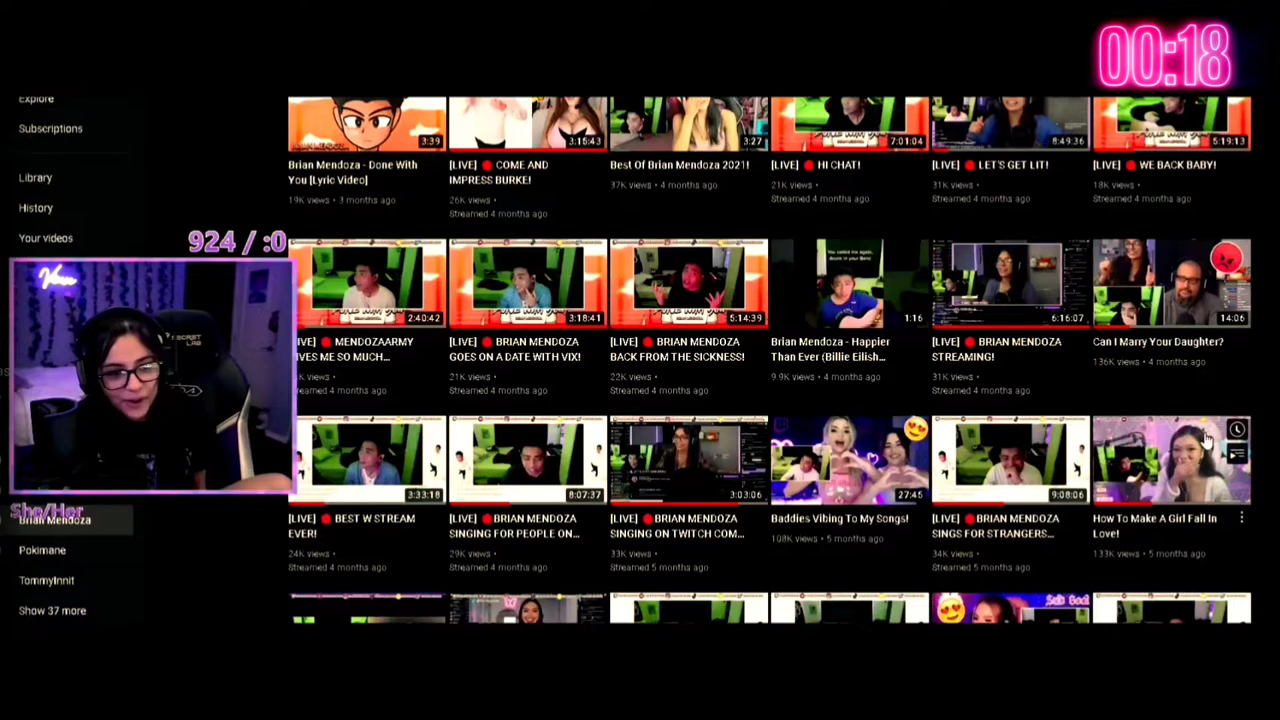 00:18
Explore
Subscriptions
Library
History
Your videos
924 / :0
She/Her
Brian Mendoza
Pokimane
TommyInnit
Show 37 more
3:39
3:15:43
3:27
7:01:04
8:49:36
5:19:13
Brian Mendoza - Done With
You [Lyric Video]
19K views • 3 months ago
[LIVE] 🔴 COME AND
IMPRESS BURKE!
26K views •
Streamed 4 months ago
Best Of Brian Mendoza 2021!
37K views • 4 months ago
[LIVE] 🔴 HI CHAT!
21K views •
Streamed 4 months ago
[LIVE] 🔴 LET'S GET LIT!
31K views •
Streamed 4 months ago
[LIVE] 🔴 WE BACK BABY!
18K views •
Streamed 4 months ago
2:40:42
3:18:41
5:14:39
1:16
6:16:07
14:06
MENDOZAARMY
ME SO MUCH...
views •
Streamed 4 months ago
[LIVE] 🔴 BRIAN MENDOZA
GOES ON A DATE WITH VIX!
21K views •
Streamed 4 months ago
[LIVE] 🔴 BRIAN MENDOZA
BACK FROM THE SICKNESS!
22K views •
Streamed 4 months ago
Brian Mendoza - Happier
Than Ever (Billie Eilish...
9.9K views • 4 months ago
[LIVE] 🔴 BRIAN MENDOZA
STREAMING!
31K views •
Streamed 4 months ago
Can I Marry Your Daughter?
136K views • 4 months ago
3:33:18
8:07:37
3:03:06
27:45
9:08:06
[LIVE] 🔴 BEST W STREAM
EVER!
24K views •
Streamed 4 months ago
[LIVE] 🔴 BRIAN MENDOZA
SINGING FOR PEOPLE ON...
29K views •
Streamed 4 months ago
[LIVE] 🔴 BRIAN MENDOZA
SINGING ON TWITCH COM...
33K views •
Streamed 5 months ago
Baddies Vibing To My Songs!
108K views • 5 months ago
[LIVE] 🔴 BRIAN MENDOZA
SINGS FOR STRANGERS...
34K views •
Streamed 5 months ago
How To Make A Girl Fall In
Love!
133K views • 5 months ago
Sub Goal